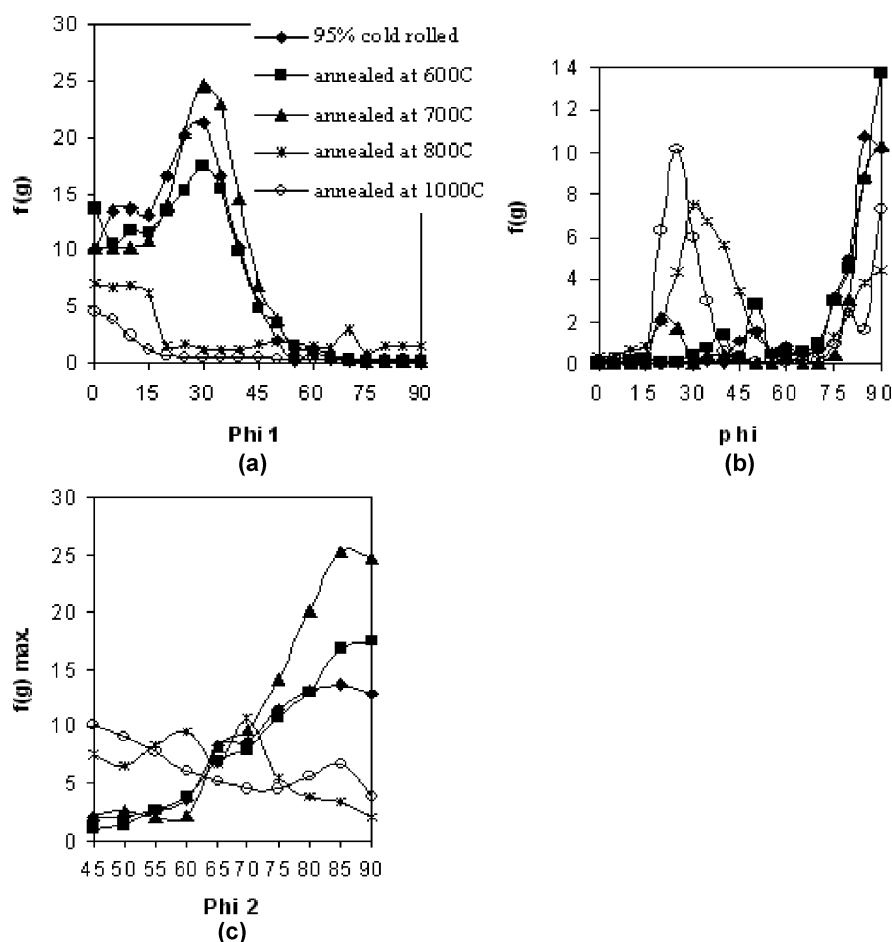 30
25
20
15
10
5
0
f(g)
95% cold rolled
annealed at 600C
annealed at 700C
annealed at 800C
annealed at 1000C
0 15 30 45 60 75 90
Phi 1
(a)
14
12
10
8
6
4
2
0
f(g)
0 15 30 45 60 75 90
phi
(b)
30
25
20
15
10
5
0
f(g) max.
45 50 55 60 65 70 75 80 85 90
Phi 2
(c)